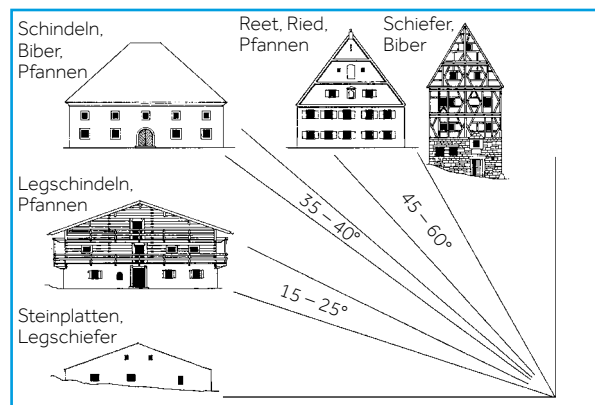 Schindeln,
Biber,
Pfannen
Reet, Ried,
Pfannen
Schiefer,
Biber
Legschindeln,
Pfannen
35 – 40°
45 – 60°
15 – 25°
Steinplatten,
Legschiefer